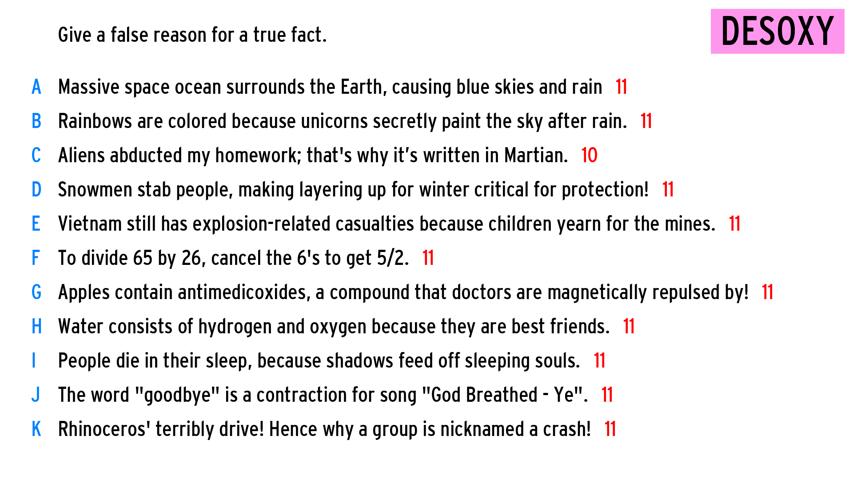 Give a false reason for a true fact.
DESOXY
A Massive space ocean surrounds the Earth, causing blue skies and rain 11
B Rainbows are colored because unicorns secretly paint the sky after rain. 11
C Aliens abducted my homework; that's why it’s written in Martian. 10
D Snowmen stab people, making layering up for winter critical for protection! 11
E Vietnam still has explosion-related casualties because children yearn for the mines. 11
F To divide 65 by 26, cancel the 6's to get 5/2. 11
G Apples contain antimedicoxides, a compound that doctors are magnetically repulsed by! 11
H Water consists of hydrogen and oxygen because they are best friends. 11
I People die in their sleep, because shadows feed off sleeping souls. 11
J The word "goodbye" is a contraction for song "God Breathed - Ye". 11
K Rhinoceros' terribly drive! Hence why a group is nicknamed a crash! 11